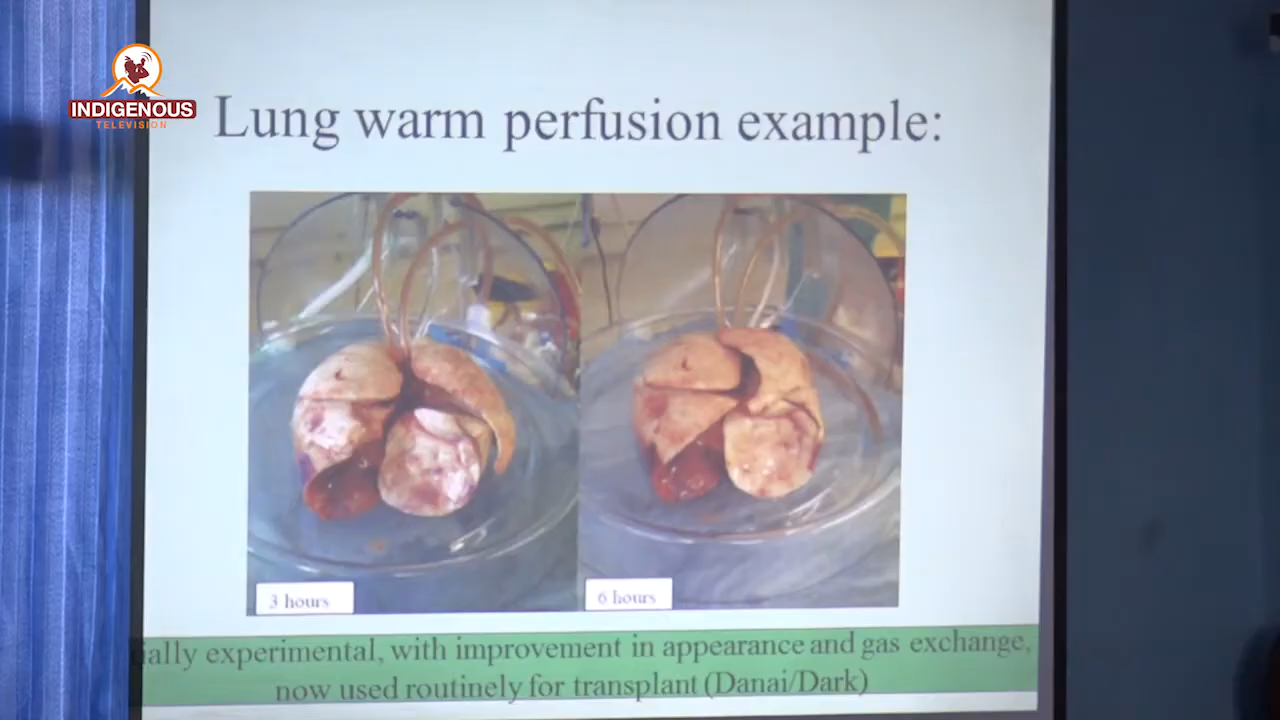 INDIGENOUS
TELEVISION
Lung warm perfusion example:
3 hours
6 hours
experimental, with improvement in appearance and gas exchange,
now used routinely for transplant (Danai/Dark)